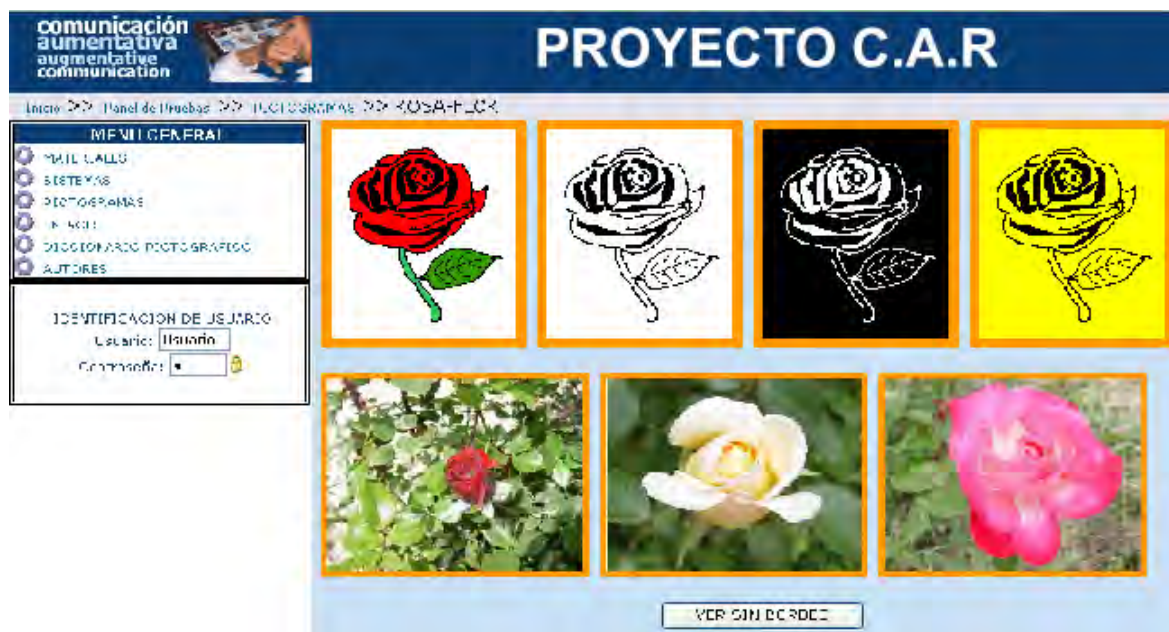 comunicación
aumentativa
augmentative
communication
PROYECTO C.A.R
Inicio >> Panel de Pruebas >> PICTOGRAMAS >> ROSA-FLOR
MENU GENERAL
MATERIALES
SISTEMAS
PICTOGRAMAS
DICCIONARIO PICTOGRAFICO
AUTORES
IDENTIFICACION DE USUARIO
Usuario: Usuario
Contraseña:
VER SIN BORDES